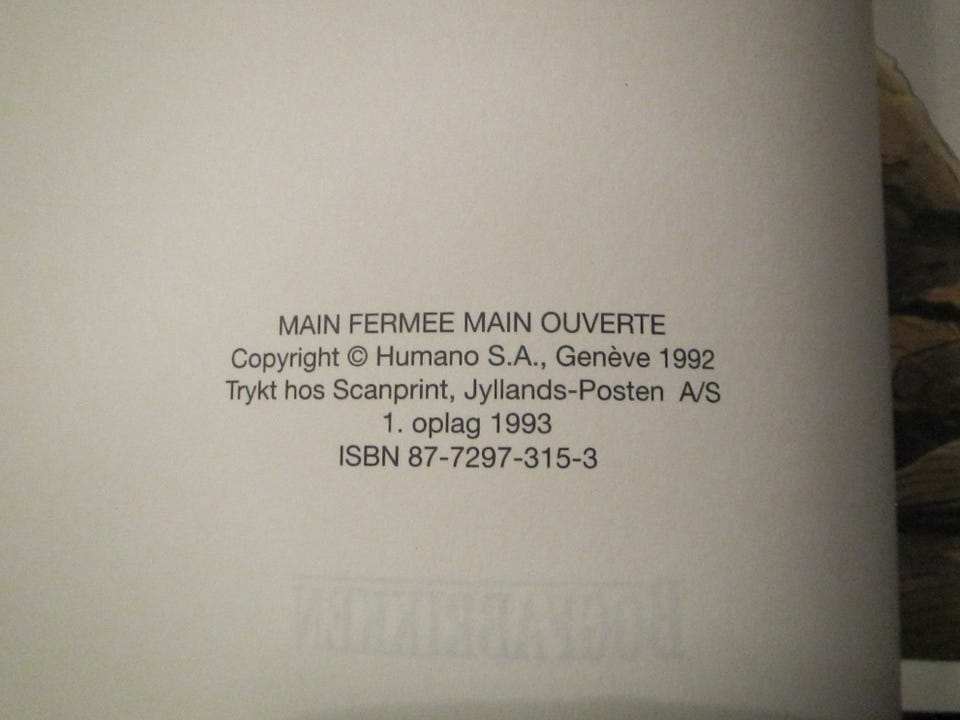 MAIN FERMEE MAIN OUVERTE
Copyright © Humano S.A., Genève 1992
Trykt hos Scanprint, Jyllands-Posten A/S
1. oplag 1993
ISBN 87-7297-315-3
BOGFABRIKKEN